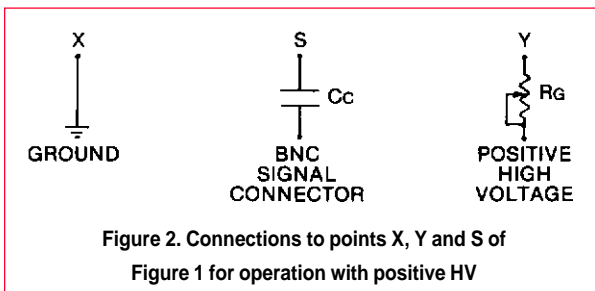 X
GROUND
S
Cc
BNC
SIGNAL
CONNECTOR
Y
RG
POSITIVE
HIGH
VOLTAGE
Figure 2. Connections to points X, Y and S of
Figure 1 for operation with positive HV